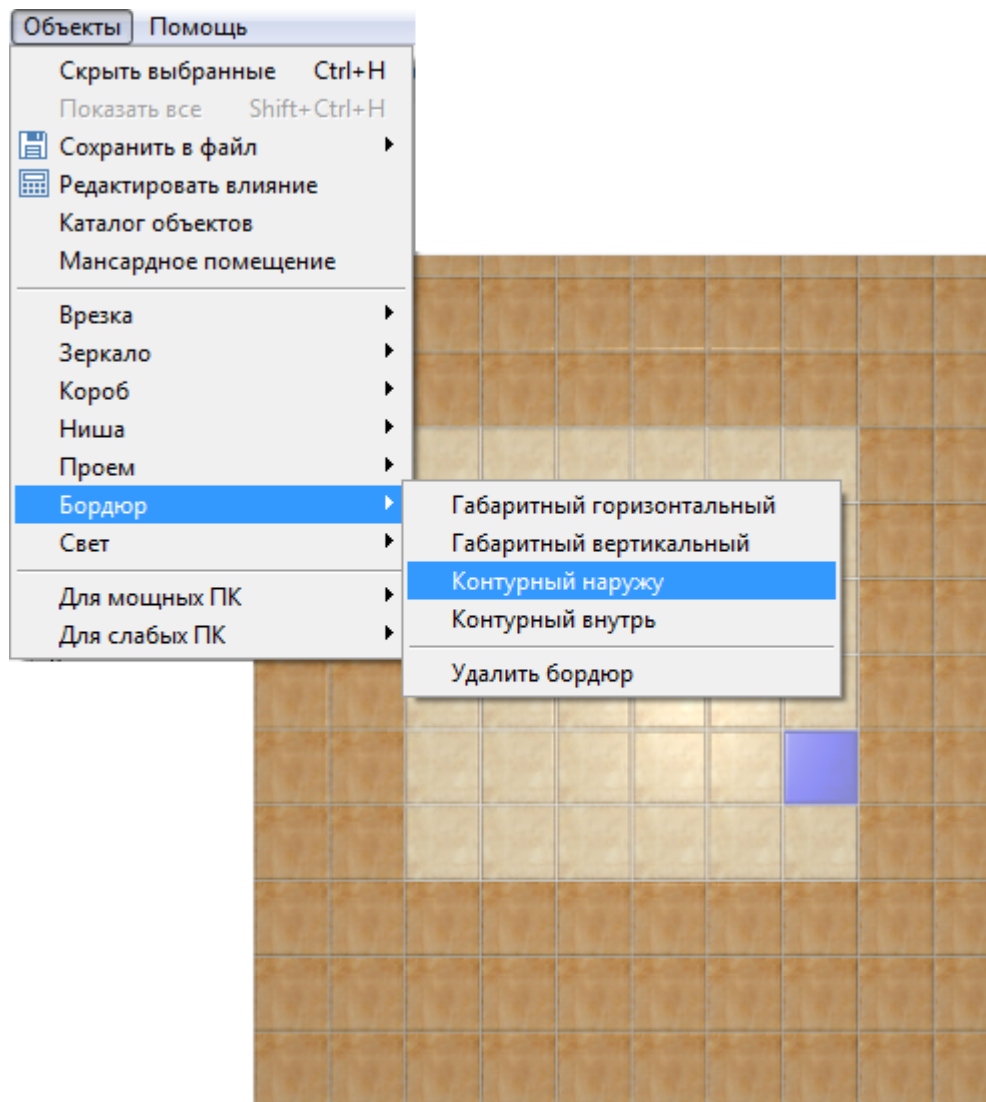 Объекты Помощь
Скрыть выбранные Ctrl+H
Показать все Shift+Ctrl+H
Сохранить в файл
Редактировать влияние
Каталог объектов
Мансардное помещение
Врезка
Зеркало
Короб
Ниша
Проем
Бордюр
Свет
Для мощных ПК
Для слабых ПК
Габаритный горизонтальный
Габаритный вертикальный
Контурный наружу
Контурный внутрь
Удалить бордюр